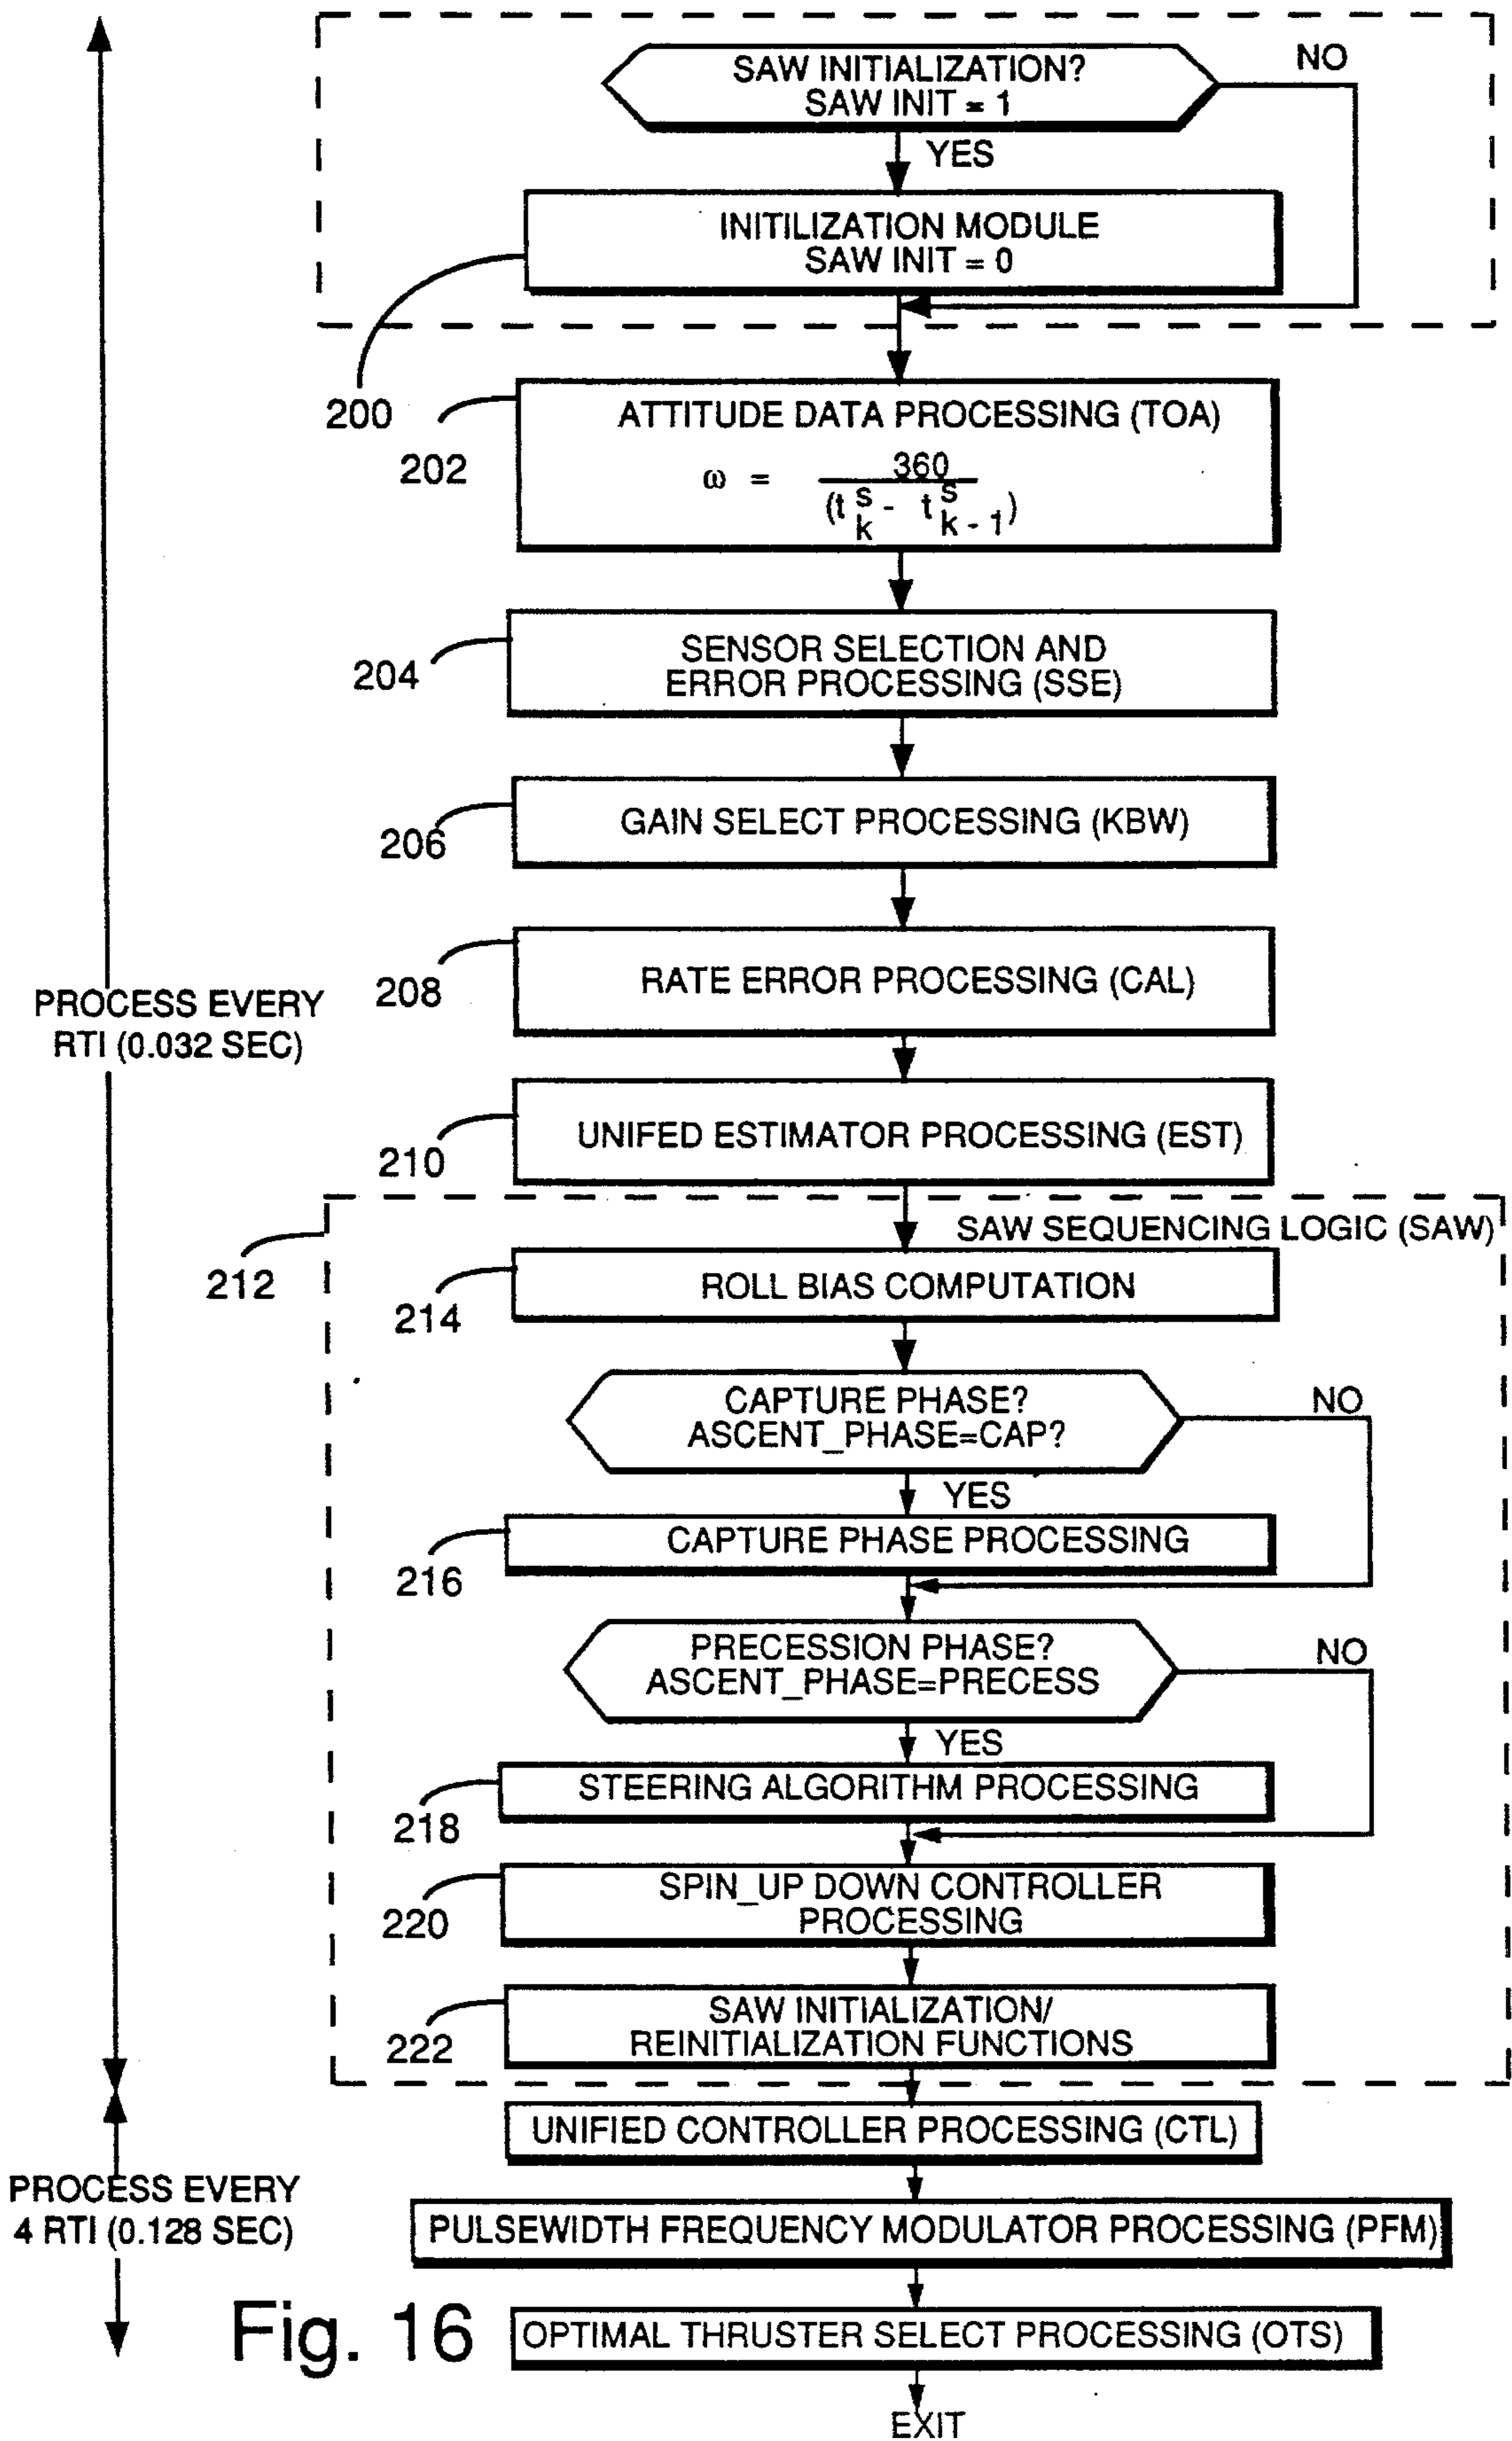 SAW INITIALIZATION?
SAW INIT = 1
NO
YES
INITILIZATION MODULE
SAW INIT = 0
200
202
ATTITUDE DATA PROCESSING (TOA)
ω = 360
(t s k - t s k - 1)
204
SENSOR SELECTION AND
ERROR PROCESSING (SSE)
206
GAIN SELECT PROCESSING (KBW)
208
RATE ERROR PROCESSING (CAL)
PROCESS EVERY
RTI (0.032 SEC)
210
UNIFED ESTIMATOR PROCESSING (EST)
212
SAW SEQUENCING LOGIC (SAW)
214
ROLL BIAS COMPUTATION
CAPTURE PHASE?
ASCENT_PHASE=CAP?
NO
YES
216
CAPTURE PHASE PROCESSING
PRECESSION PHASE?
ASCENT_PHASE=PRECESS
NO
YES
218
STEERING ALGORITHM PROCESSING
220
SPIN_UP DOWN CONTROLLER
PROCESSING
222
SAW INITIALIZATION/
REINITIALIZATION FUNCTIONS
UNIFIED CONTROLLER PROCESSING (CTL)
PROCESS EVERY
4 RTI (0.128 SEC)
PULSEWIDTH FREQUENCY MODULATOR PROCESSING (PFM)
Fig. 16
OPTIMAL THRUSTER SELECT PROCESSING (OTS)
EXIT